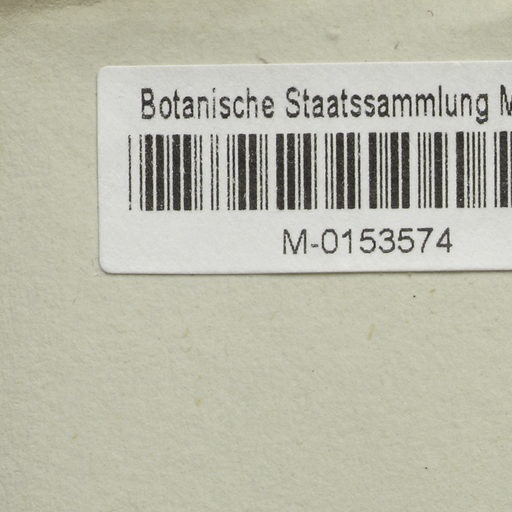 Botanische Staatssammlung M
M-0153574